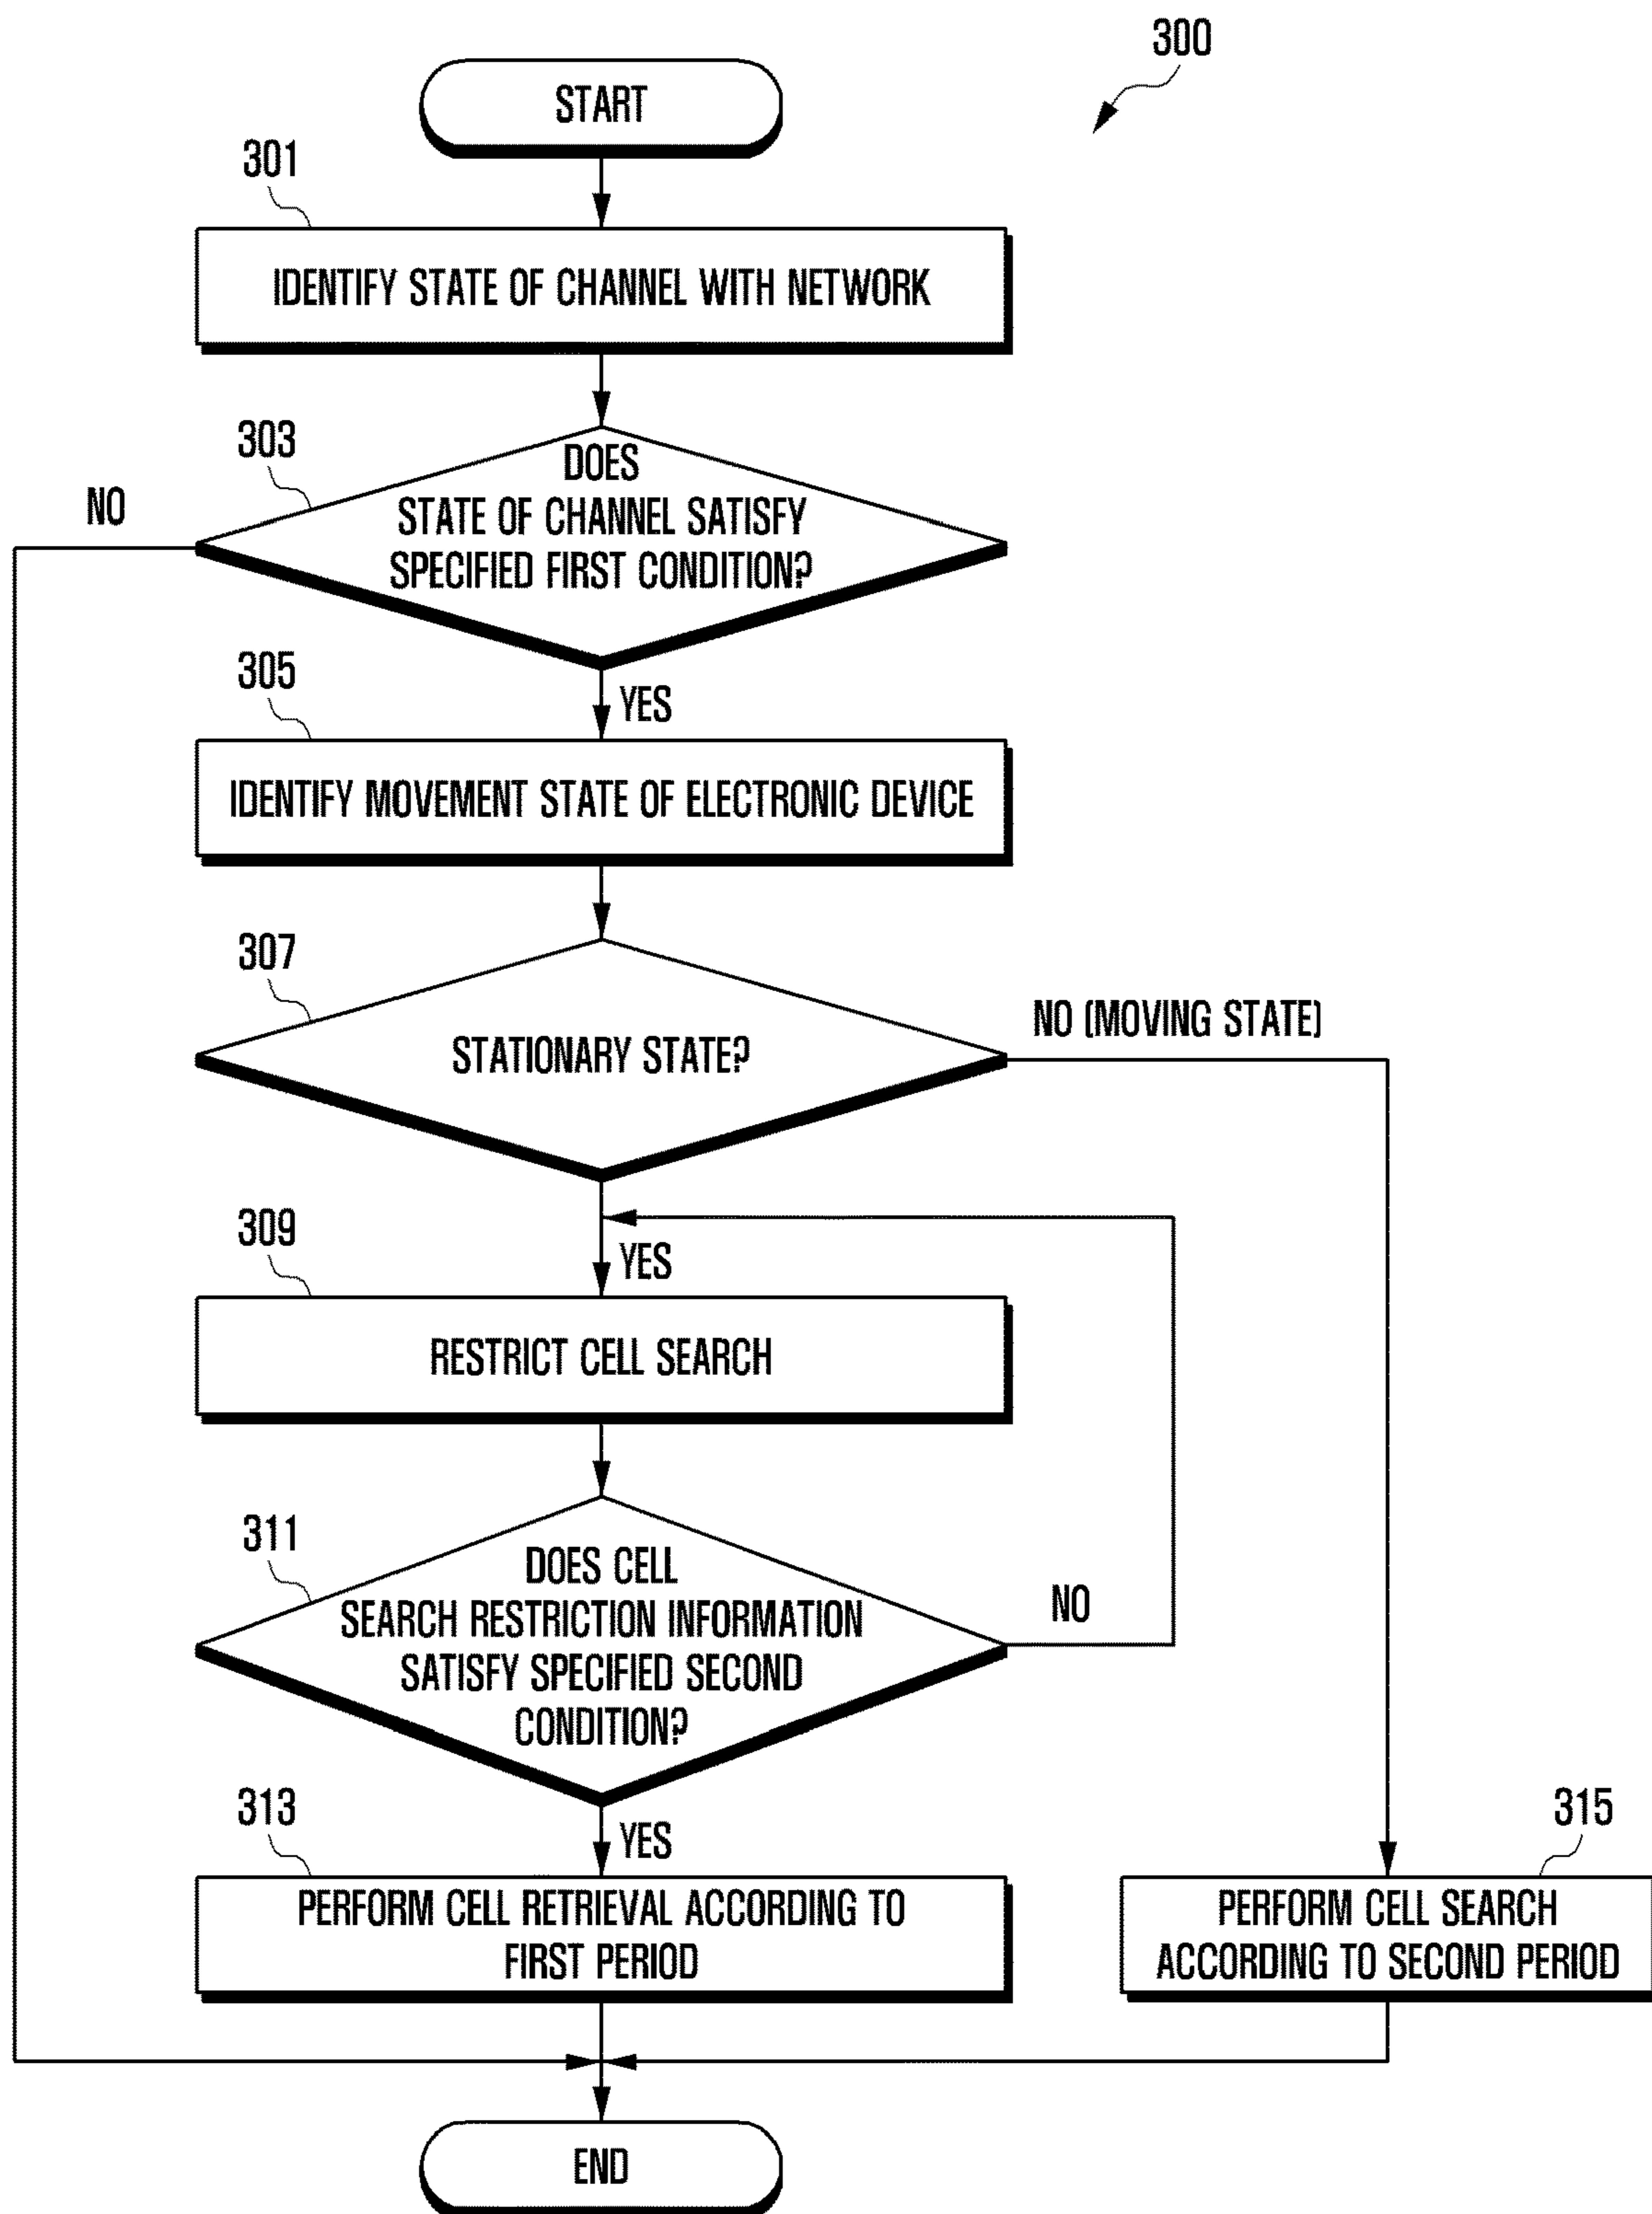 300
START
301
IDENTIFY STATE OF CHANNEL WITH NETWORK
303
DOES
STATE OF CHANNEL SATISFY
SPECIFIED FIRST CONDITION?
NO
YES
305
IDENTIFY MOVEMENT STATE OF ELECTRONIC DEVICE
307
STATIONARY STATE?
NO (MOVING STATE)
YES
309
RESTRICT CELL SEARCH
311
DOES CELL
SEARCH RESTRICTION INFORMATION
SATISFY SPECIFIED SECOND
CONDITION?
NO
YES
313
PERFORM CELL RETRIEVAL ACCORDING TO
FIRST PERIOD
315
PERFORM CELL SEARCH
ACCORDING TO SECOND PERIOD
END